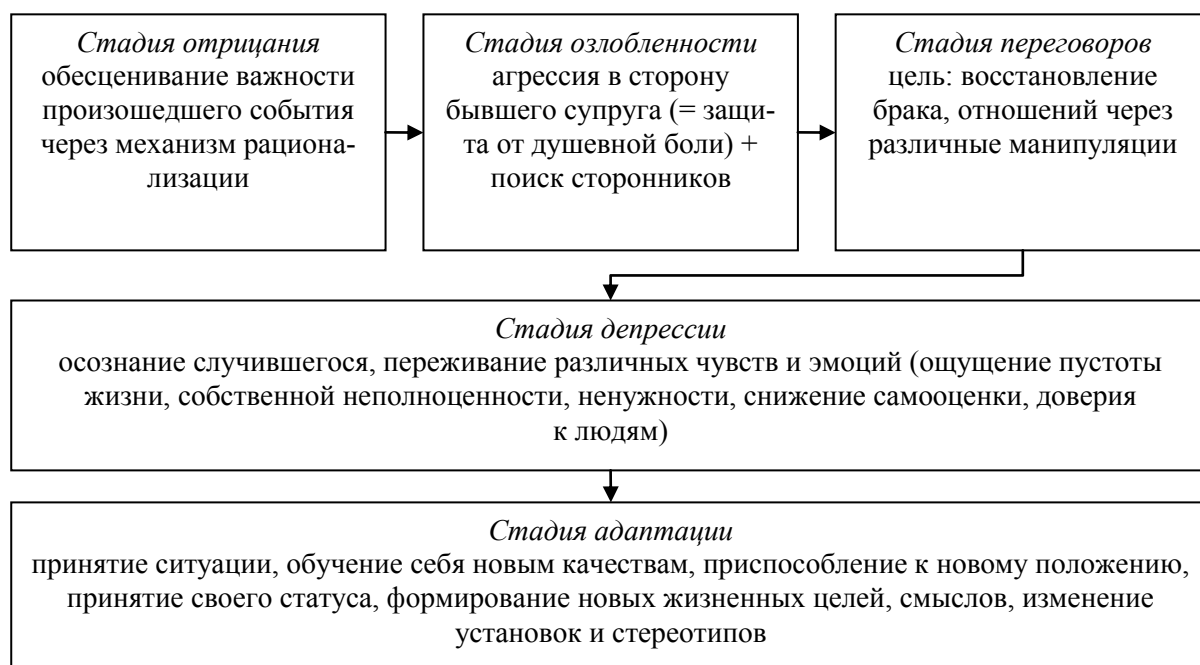 Стадия отрицания
обесценивание важности
произошедшего события
через механизм рациона-
лизации
Стадия озлобленности
агрессия в сторону
бывшего супруга (= защи-
та от душевной боли) +
поиск сторонников
Стадия переговоров
цель: восстановление
брака, отношений через
различные манипуляции
Стадия депрессии
осознание случившегося, переживание различных чувств и эмоций (ощущение пустоты
жизни, собственной неполноценности, ненужности, снижение самооценки, доверия
к людям)
Стадия адаптации
принятие ситуации, обучение себя новым качествам, приспособление к новому положению,
принятие своего статуса, формирование новых жизненных целей, смыслов, изменение
установок и стереотипов